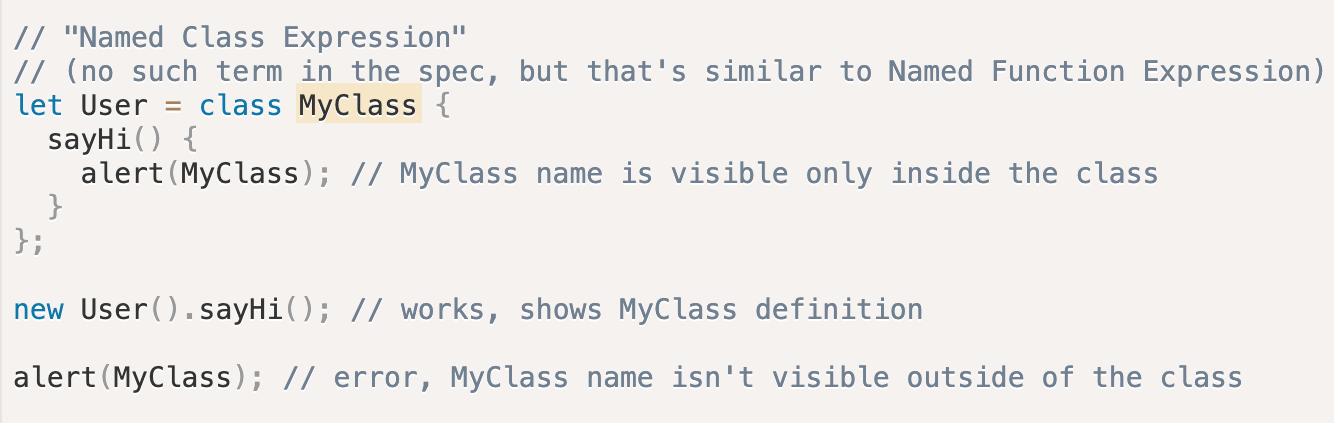 // "Named Class Expression"
// (no such term in the spec, but that's similar to Named Function Expression)
let User = class MyClass {
  sayHi() {
    alert(MyClass); // MyClass name is visible only inside the class
  }
};

new User().sayHi(); // works, shows MyClass definition

alert(MyClass); // error, MyClass name isn't visible outside of the class